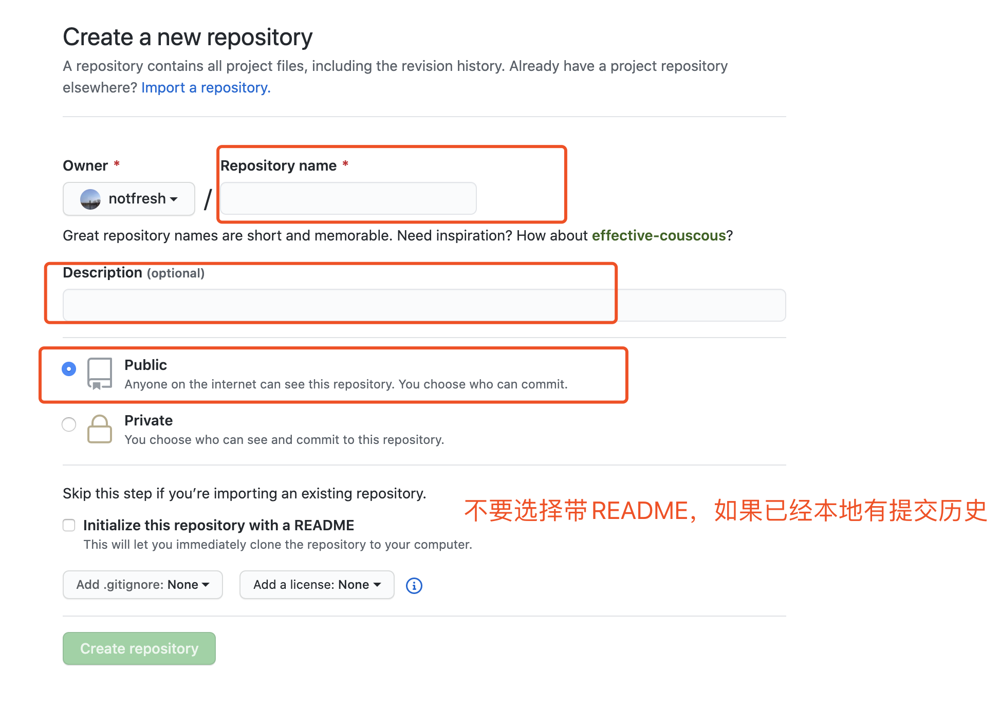 Create a new repository
A repository contains all project files, including the revision history. Already have a project repository
elsewhere? Import a repository.
Owner *
Repository name *
notfresh
/
Great repository names are short and memorable. Need inspiration? How about effective-couscous?
Description (optional)
Public
Anyone on the internet can see this repository. You choose who can commit.
Private
You choose who can see and commit to this repository.
Skip this step if you’re importing an existing repository.
不要选择带README，如果已经本地有提交历史
Initialize this repository with a README
This will let you immediately clone the repository to your computer.
Add .gitignore: None
Add a license: None
Create repository